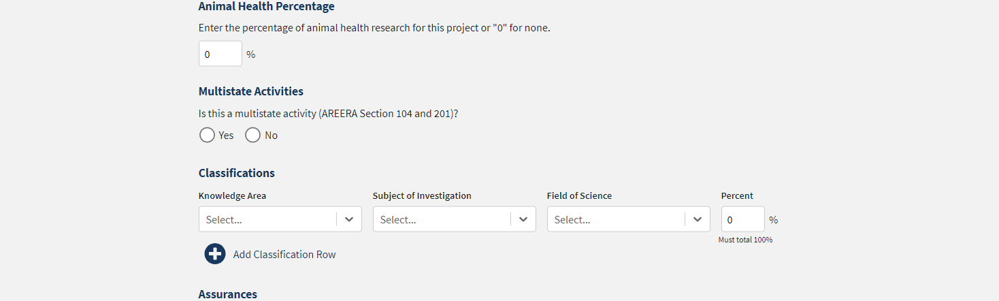 Animal Health Percentage
Enter the percentage of animal health research for this project or "0" for none.
0 %
Multistate Activities
Is this a multistate activity (AREERA Section 104 and 201)?
Yes No
Classifications
Knowledge Area Subject of Investigation Field of Science Percent
Select... Select... Select... 0 %
Must total 100%
Add Classification Row
Assurances